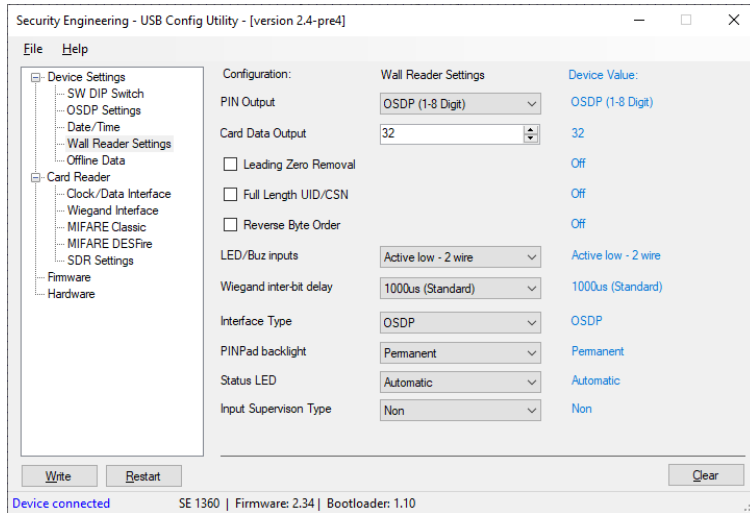 Security Engineering - USB Config Utility - [version 2.4-pre4]
File Help
Device Settings
SW DIP Switch
OSDP Settings
Date/Time
Wall Reader Settings
Offline Data
Card Reader
Clock/Data Interface
Wiegand Interface
MIFARE Classic
MIFARE DESFire
SDR Settings
Firmware
Hardware
Configuration: Wall Reader Settings Device Value:
PIN Output OSDP (1-8 Digit) OSDP (1-8 Digit)
Card Data Output 32 32
Leading Zero Removal Off
Full Length UID/CSN Off
Reverse Byte Order Off
LED/Buz inputs Active low - 2 wire Active low - 2 wire
Wiegand inter-bit delay 1000us (Standard) 1000us (Standard)
Interface Type OSDP OSDP
PINPad backlight Permanent Permanent
Status LED Automatic Automatic
Input Supervison Type Non Non
Write Restart Clear
Device connected SE 1360 | Firmware: 2.34 | Bootloader: 1.10